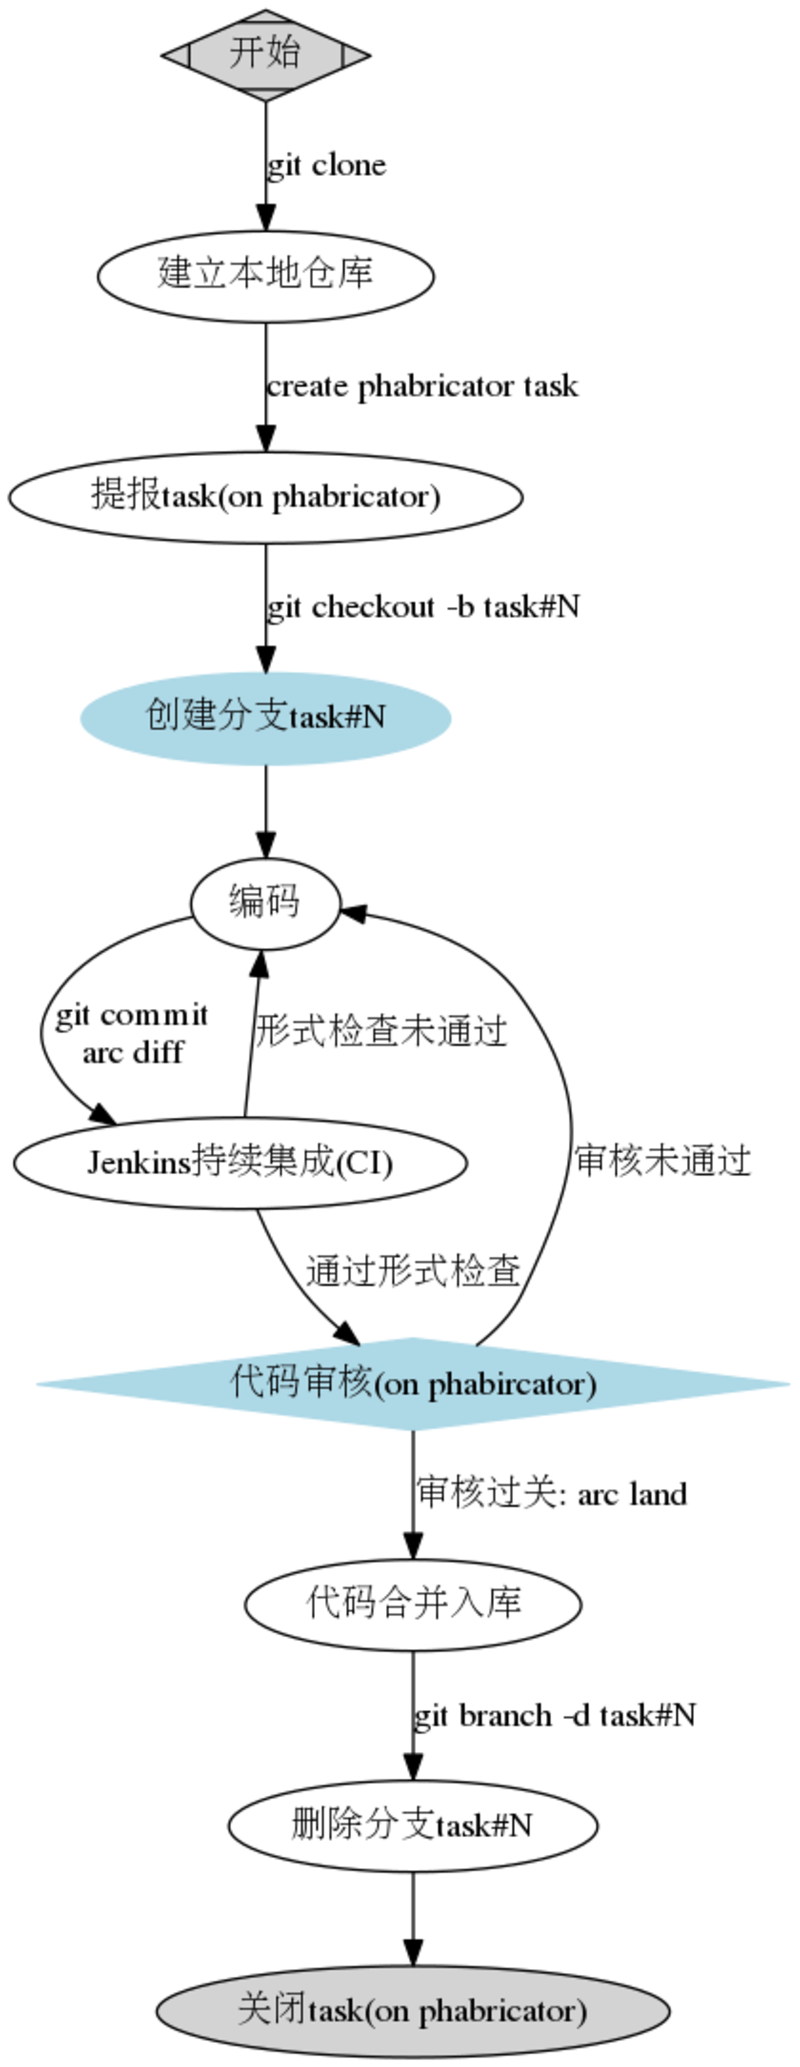 开始
git clone
建立本地仓库
create phabricator task
提报task(on phabricator)
git checkout -b task#N
创建分支task#N
编码
git commit
arc diff
形式检查未通过
Jenkins持续集成(CI)
审核未通过
通过形式检查
代码审核(on phabircator)
审核过关: arc land
代码合并入库
git branch -d task#N
删除分支task#N
关闭task(on phabricator)